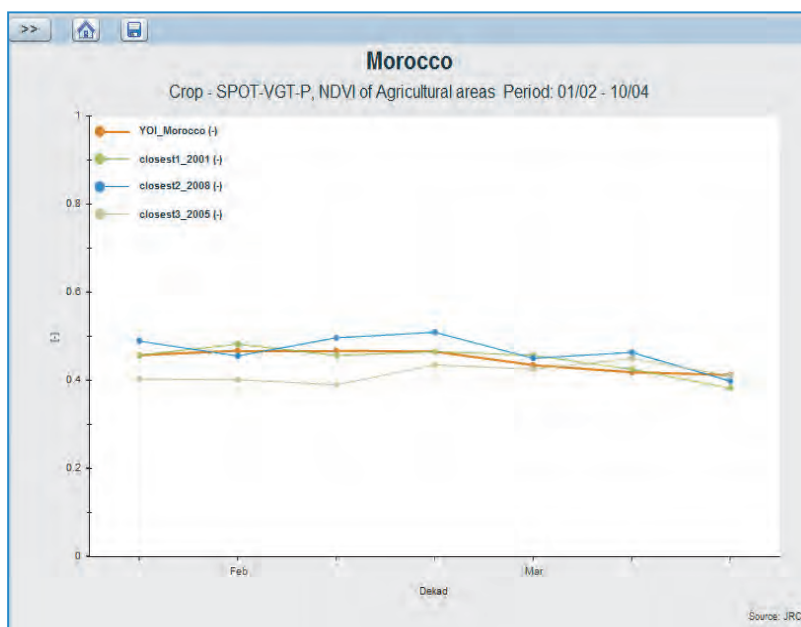 >>
Morocco
Crop - SPOT-VGT-P, NDVI of Agricultural areas Period: 01/02 - 10/04
1
YOI_Morocco (-)
closest1_2001 (-)
closest2_2008 (-)
closest3_2005 (-)
0.8
0.6
[-]
0.4
0.2
0
Feb
Mar
Dekad
Source: JRC